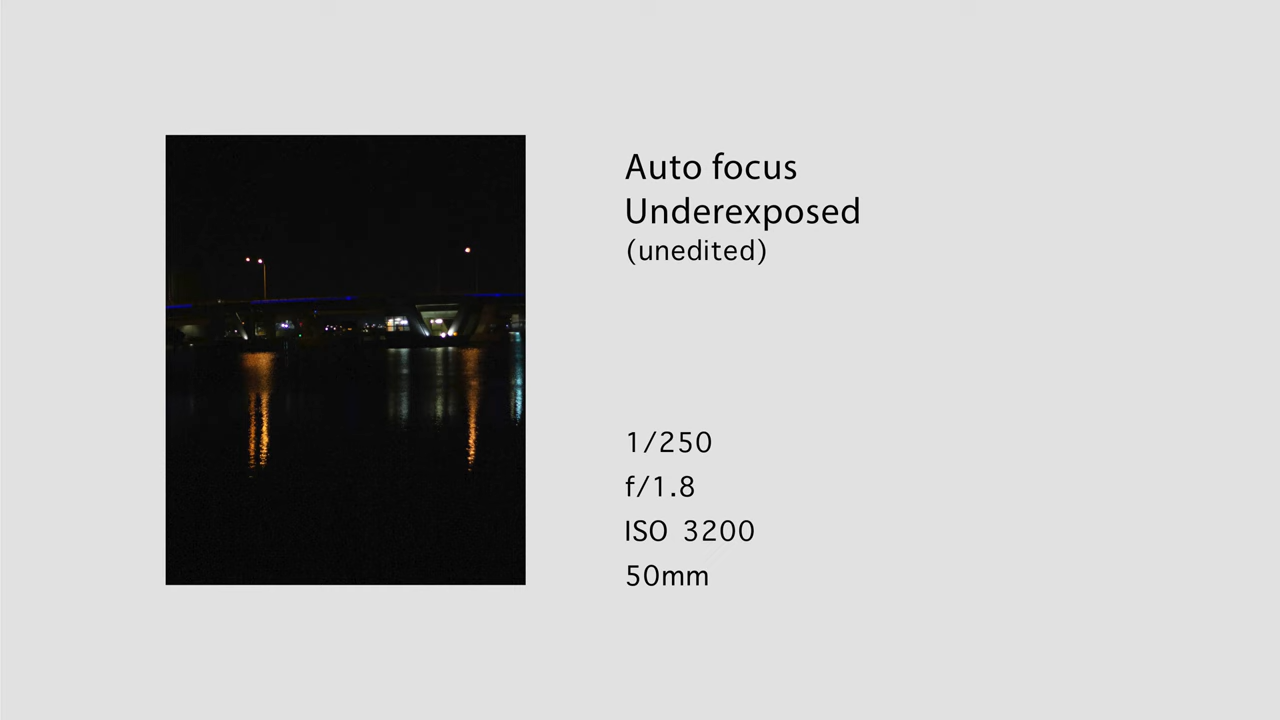 Auto focus
Underexposed
(unedited)
1/250
f/1.8
ISO 3200
50mm